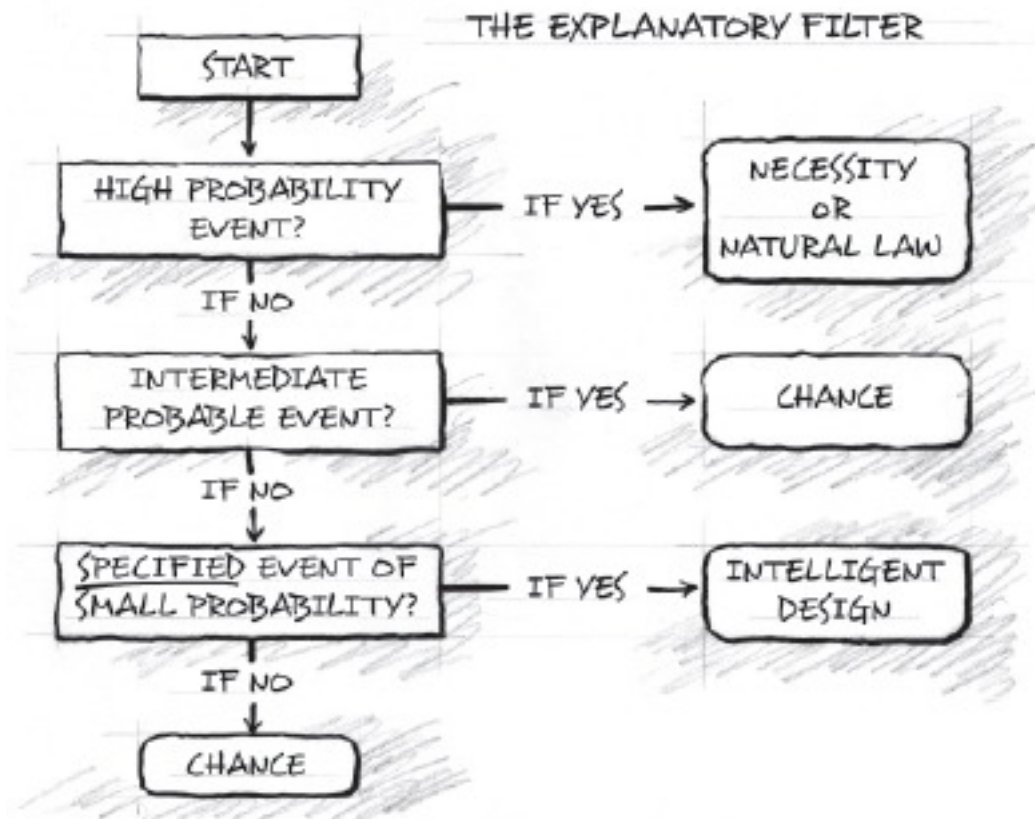 THE EXPLANATORY FILTER
START
HIGH PROBABILITY
EVENT?
IF YES
NECESSITY
OR
NATURAL LAW
IF NO
INTERMEDIATE
PROBABLE EVENT?
IF YES
CHANCE
IF NO
SPECIFIED EVENT OF
SMALL PROBABILITY?
IF YES
INTELLIGENT
DESIGN
IF NO
CHANCE